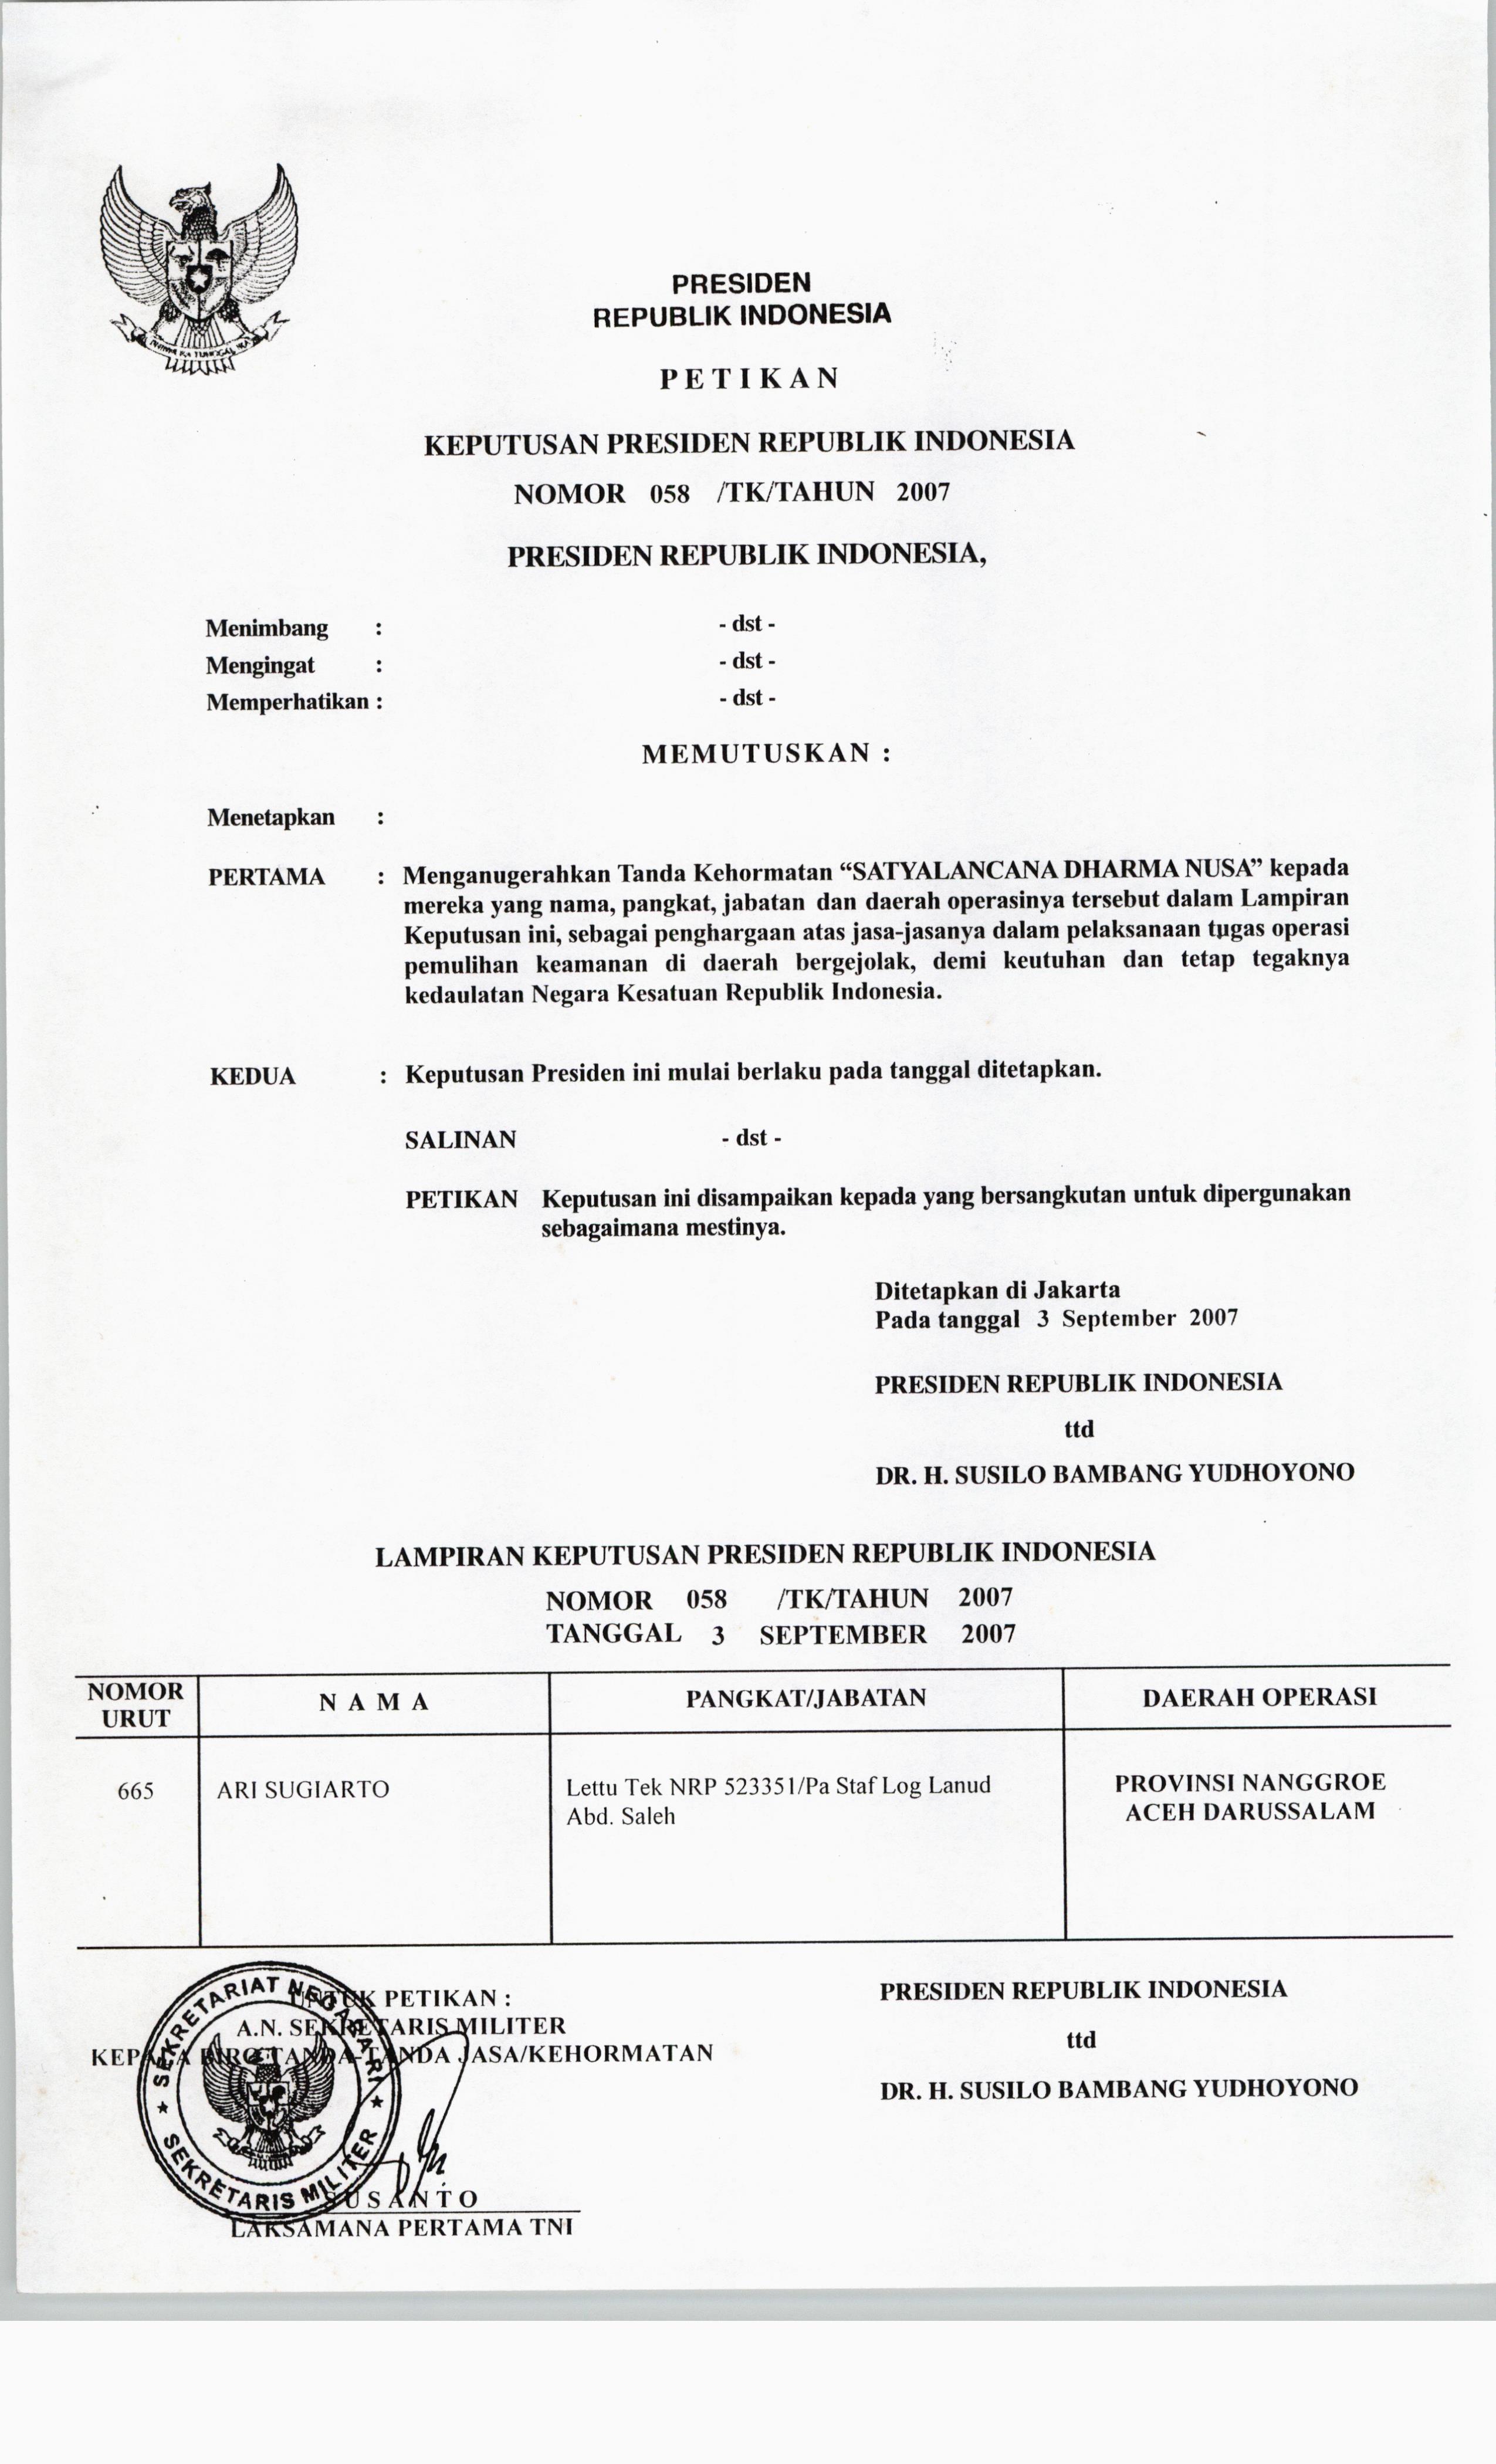 PRESIDEN
REPUBLIK INDONESIA
PETIKAN
KEPUTUSAN PRESIDEN REPUBLIK INDONESIA
NOMOR 058 /TK/TAHUN 2007
PRESIDEN REPUBLIK INDONESIA,
Menimbang : - dst -
Mengingat : - dst -
Memperhatikan : - dst -
MEMUTUSKAN :
Menetapkan :
PERTAMA : Menganugerahkan Tanda Kehormatan “SATYALANCANA DHARMA NUSA” kepada
mereka yang nama, pangkat, jabatan dan daerah operasinya tersebut dalam Lampiran
Keputusan ini, sebagai penghargaan atas jasa-jasanya dalam pelaksanaan tugas operasi
pemulihan keamanan di daerah bergejolak, demi keutuhan dan tetap tegaknya
kedaulatan Negara Kesatuan Republik Indonesia.
KEDUA : Keputusan Presiden ini mulai berlaku pada tanggal ditetapkan.
SALINAN - dst -
PETIKAN Keputusan ini disampaikan kepada yang bersangkutan untuk dipergunakan
sebagaimana mestinya.
Ditetapkan di Jakarta
Pada tanggal 3 September 2007
PRESIDEN REPUBLIK INDONESIA
ttd
DR. H. SUSILO BAMBANG YUDHOYONO
LAMPIRAN KEPUTUSAN PRESIDEN REPUBLIK INDONESIA
NOMOR 058 /TK/TAHUN 2007
TANGGAL 3 SEPTEMBER 2007
NOMOR URUT NAMA PANGKAT/JABATAN DAERAH OPERASI
665 ARI SUGIARTO Lettu Tek NRP 523351/Pa Staf Log Lanud PROVINSI NANGGROE
Abd. Saleh ACEH DARUSSALAM
UNTUK PETIKAN :
A.N. SEKRETARIS MILITER
KEPALA BIRO TANDA-TANDA JASA/KEHORMATAN
SEKRETARIAT NEGARA RI
SEKRETARIS MILITER
SUSANTO
LAKSAMANA PERTAMA TNI
PRESIDEN REPUBLIK INDONESIA
ttd
DR. H. SUSILO BAMBANG YUDHOYONO